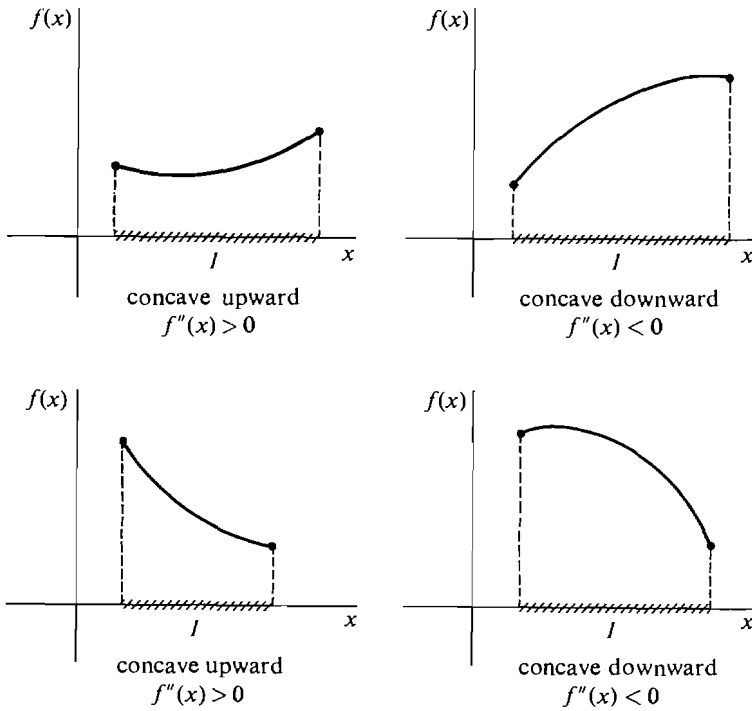 f(x)
x
I
concave upward
f″(x) > 0
f(x)
x
I
concave downward
f″(x) < 0
f(x)
x
I
concave upward
f″(x) > 0
f(x)
x
I
concave downward
f″(x) < 0